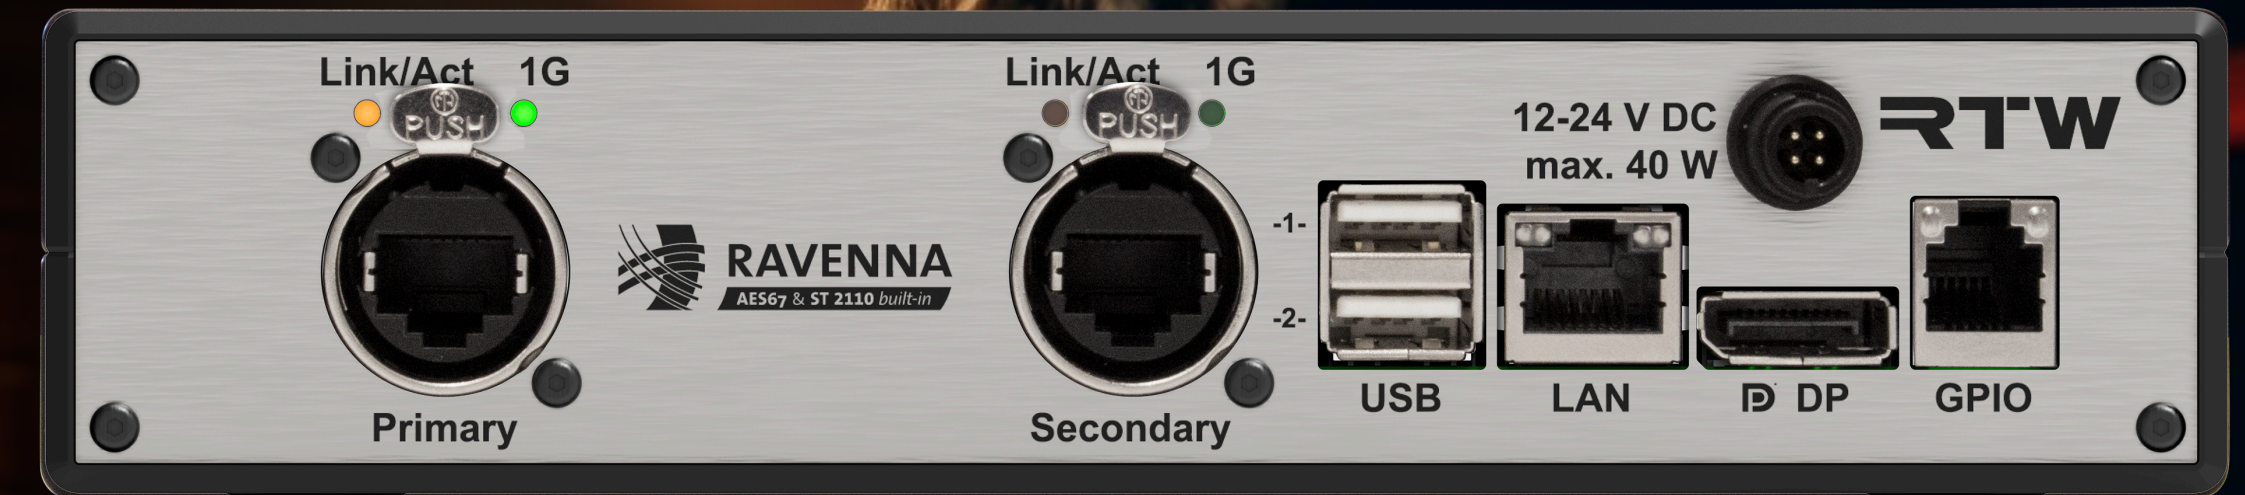 Link/Act 1G
PUSH
Primary
RAVENNA
AES67 & ST 2110 built-in
Link/Act 1G
PUSH
Secondary
-1-
-2-
USB
12-24 V DC
max. 40 W
RTW
LAN
DP
GPIO